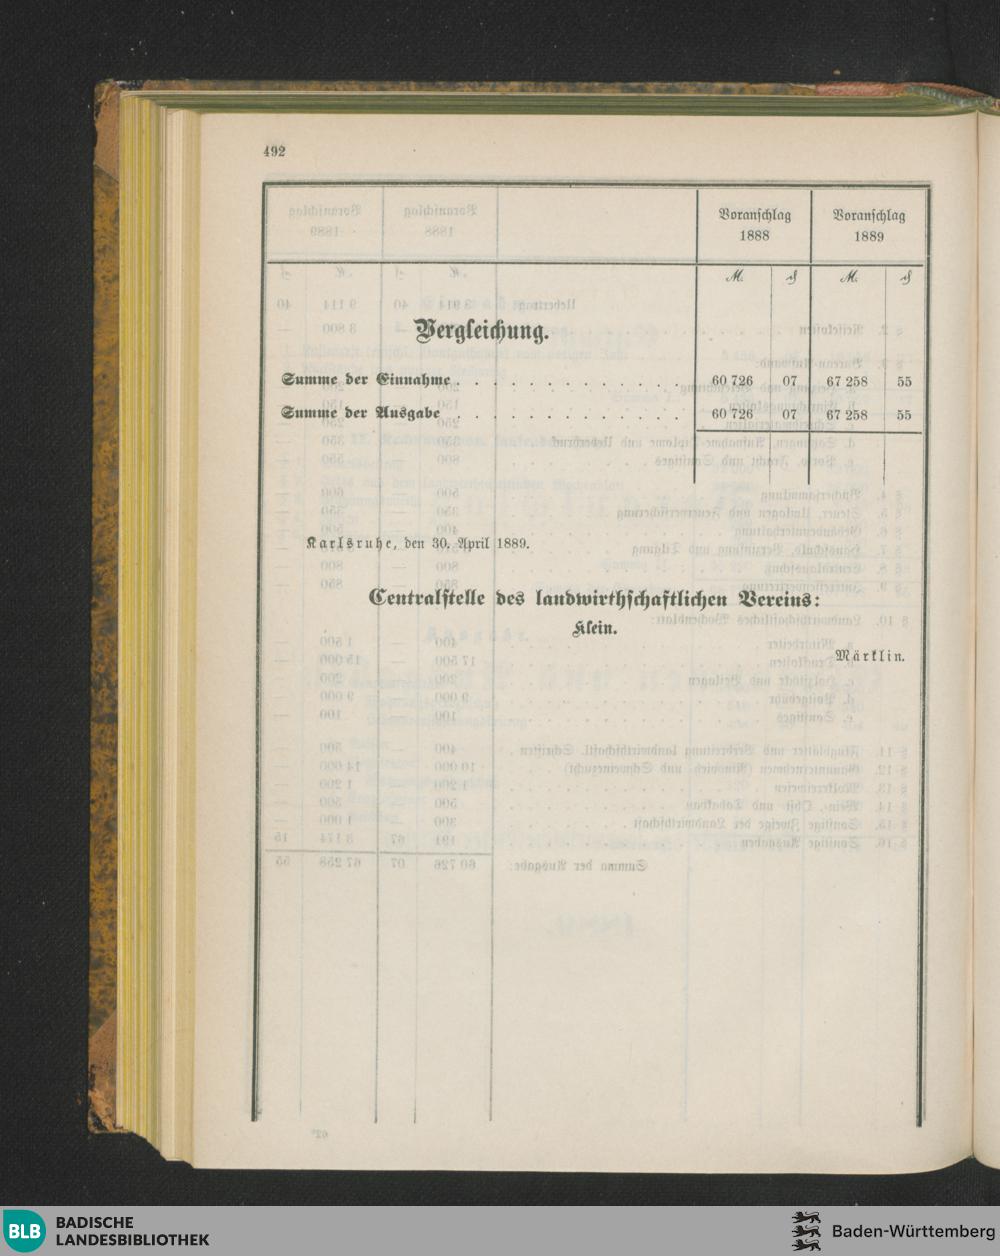 492
Voranschlag Voranschlag
1888 1889
M. ₰ M. ₰
Vergleichung.
Summe der Einnahme . . . . . . . . . . . . . 60 726 07 67 258 55
Summe der Ausgabe . . . . . . . . . . . . . 60 726 07 67 258 55
Karlsruhe, den 30. April 1889.
Centralstelle des landwirthschaftlichen Vereins:
Klein.
Märklin.
BLB BADISCHE
LANDESBIBLIOTHEK
Baden-Württemberg